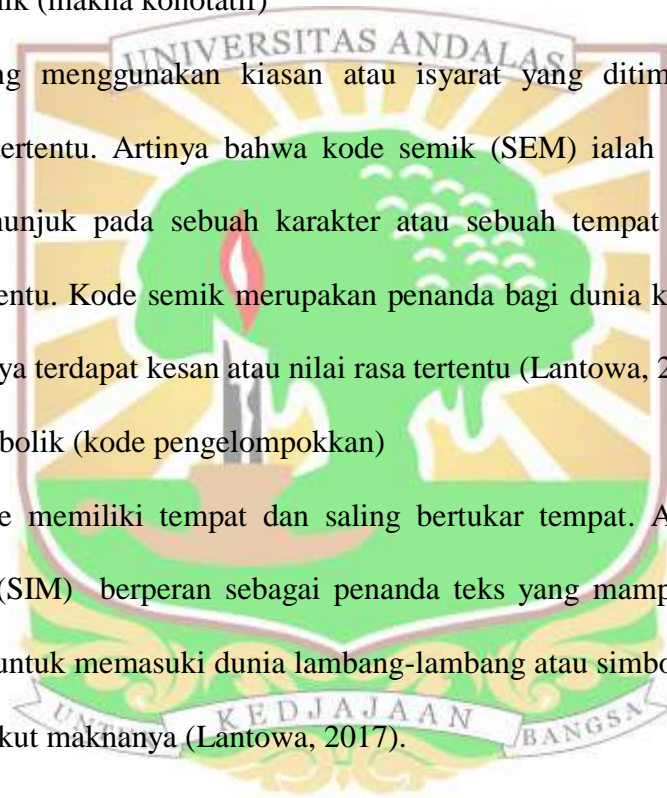 nik (makna konotatif)
UNIVERSITAS ANDALAS
ng menggunakan kiasan atau isyarat yang ditim
tertentu. Artinya bahwa kode semik (SEM) ialah
unjuk pada sebuah karakter atau sebuah tempat
entu. Kode semik merupakan penanda bagi dunia k
ya terdapat kesan atau nilai rasa tertentu (Lantowa, 2
bolik (kode pengelompokkan)
e memiliki tempat dan saling bertukar tempat. A
(SIM) berperan sebagai penanda teks yang mamp
untuk memasuki dunia lambang-lambang atau simbo
kut maknanya (Lantowa, 2017).
UNTUK KEDJAJAAN BANGSA